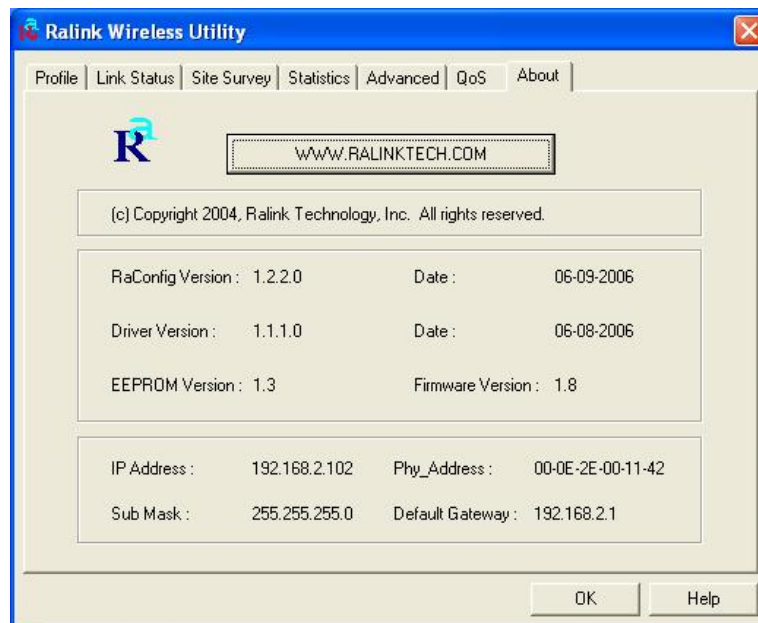 Ralink Wireless Utility
Profile Link Status Site Survey Statistics Advanced QoS About
Ra WWW.RALINKTECH.COM
(c) Copyright 2004, Ralink Technology, Inc. All rights reserved.
RaConfig Version : 1.2.2.0 Date : 06-09-2006
Driver Version : 1.1.1.0 Date : 06-08-2006
EEPROM Version : 1.3 Firmware Version : 1.8
IP Address : 192.168.2.102 Phy_Address : 00-0E-2E-00-11-42
Sub Mask : 255.255.255.0 Default Gateway : 192.168.2.1
OK Help